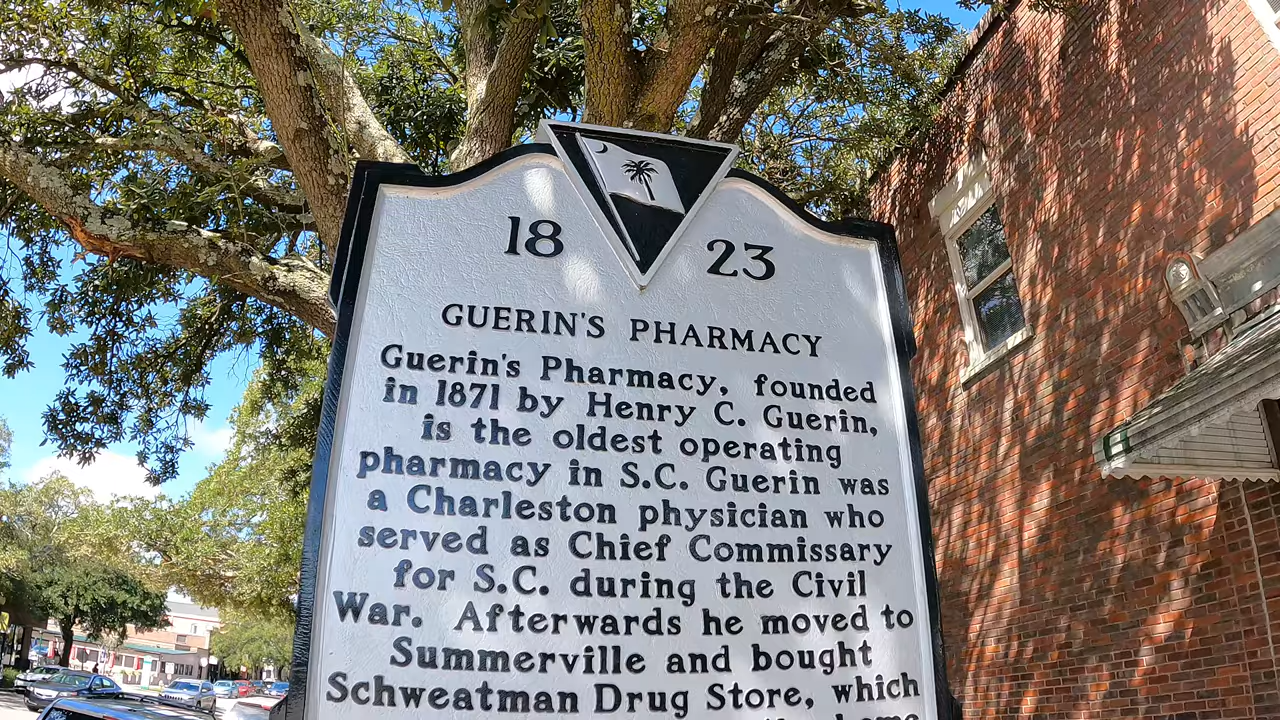 18 23
GUERIN'S PHARMACY
Guerin's Pharmacy, founded
in 1871 by Henry C. Guerin,
is the oldest operating
pharmacy in S.C. Guerin was
a Charleston physician who
served as Chief Commissary
for S.C. during the Civil
War. Afterwards he moved to
Summerville and bought
Schweatman Drug Store, which